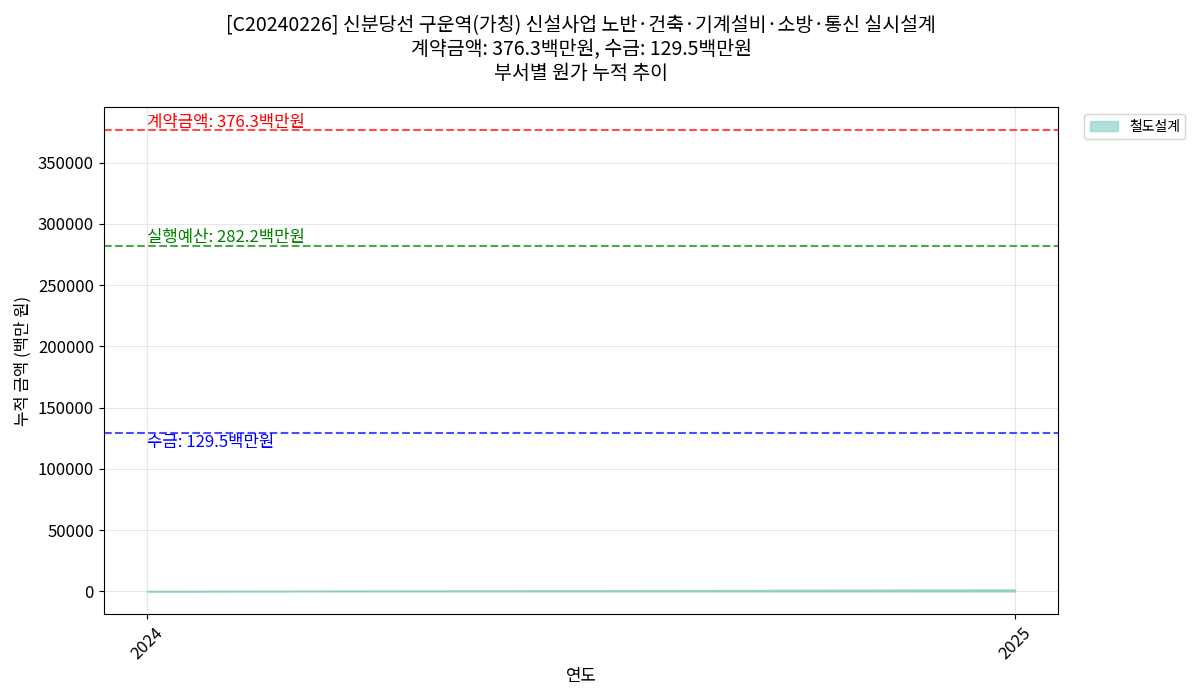 [C20240226] 신분당선 구운역(가칭) 신설사업 노반·건축·기계설비·소방·통신 실시설계
계약금액: 376.3백만원, 수금: 129.5백만원
부서별 원가 누적 추이
계약금액: 376.3백만원
철도설계
350000
300000
실행예산: 282.2백만원
250000
200000
150000
수금: 129.5백만원
100000
50000
0
누적 금액 (백만 원)
2024
2025
연도